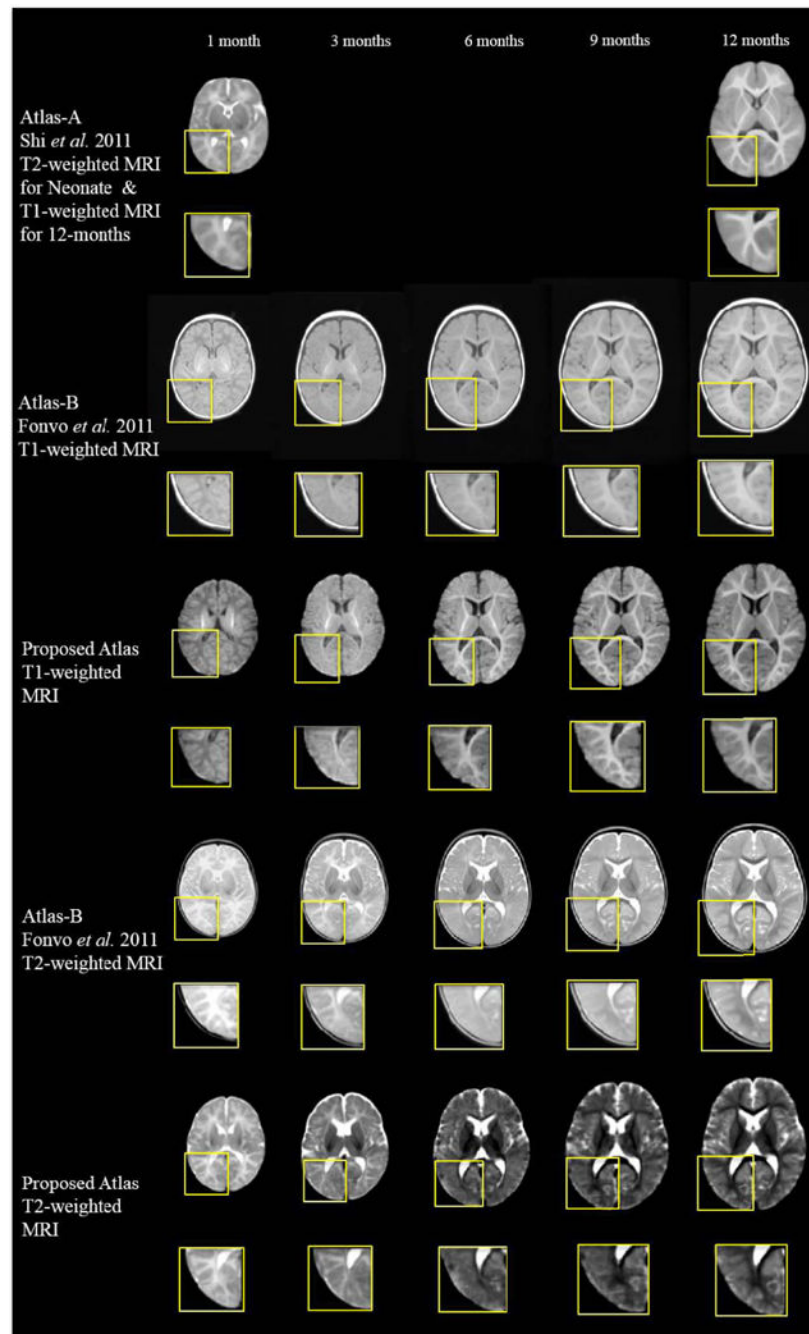 1 month 3 months 6 months 9 months 12 months
Atlas-A
Shi et al. 2011
T2-weighted MRI
for Neonate &
T1-weighted MRI
for 12-months
Atlas-B
Fonvo et al. 2011
T1-weighted MRI
Proposed Atlas
T1-weighted
MRI
Atlas-B
Fonvo et al. 2011
T2-weighted MRI
Proposed Atlas
T2-weighted
MRI